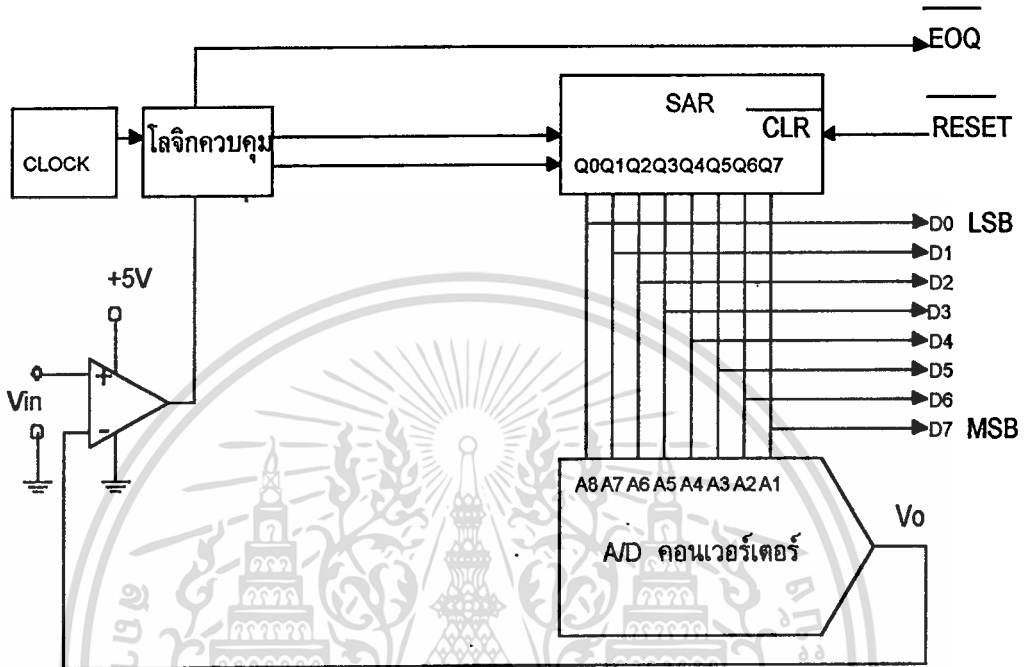 EOQ
CLOCK
โลจิกควบคุม
SAR
CLR
RESET
Q0Q1Q2Q3Q4Q5Q6Q7
D0 LSB
D1
D2
D3
D4
D5
D6
D7 MSB
+5V
+
Vin
-
A8 A7 A6 A5 A4 A3 A2 A1
A/D คอนเวอร์เตอร์
Vo